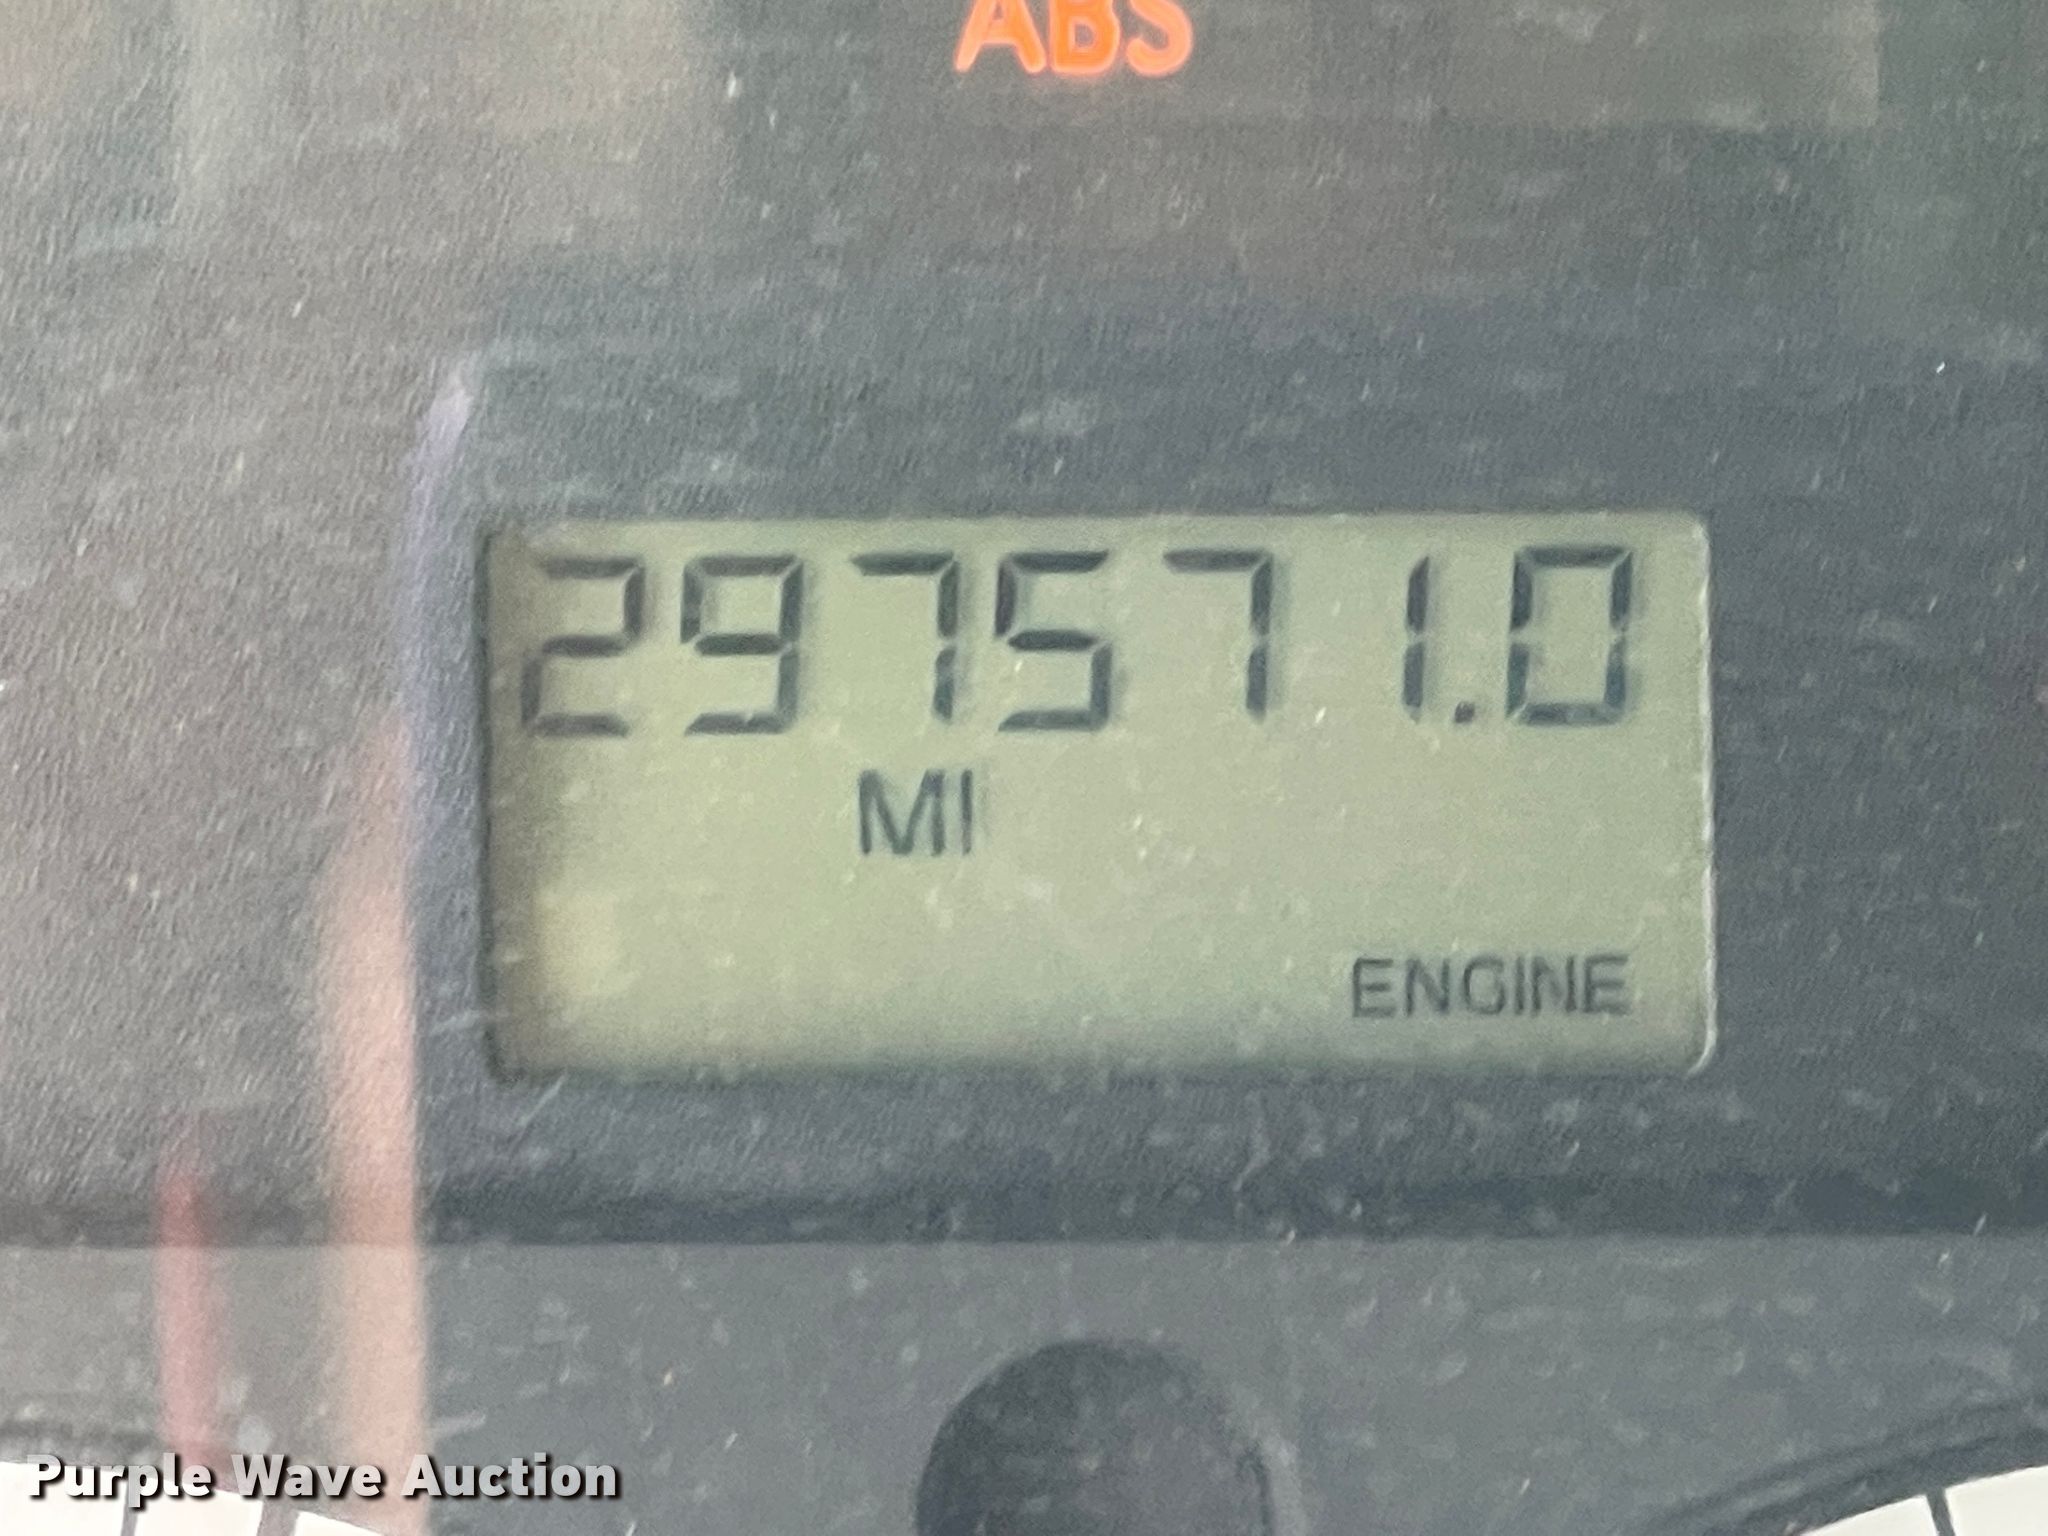 ABS
297571.0
MI
ENGINE
Purple Wave Auction